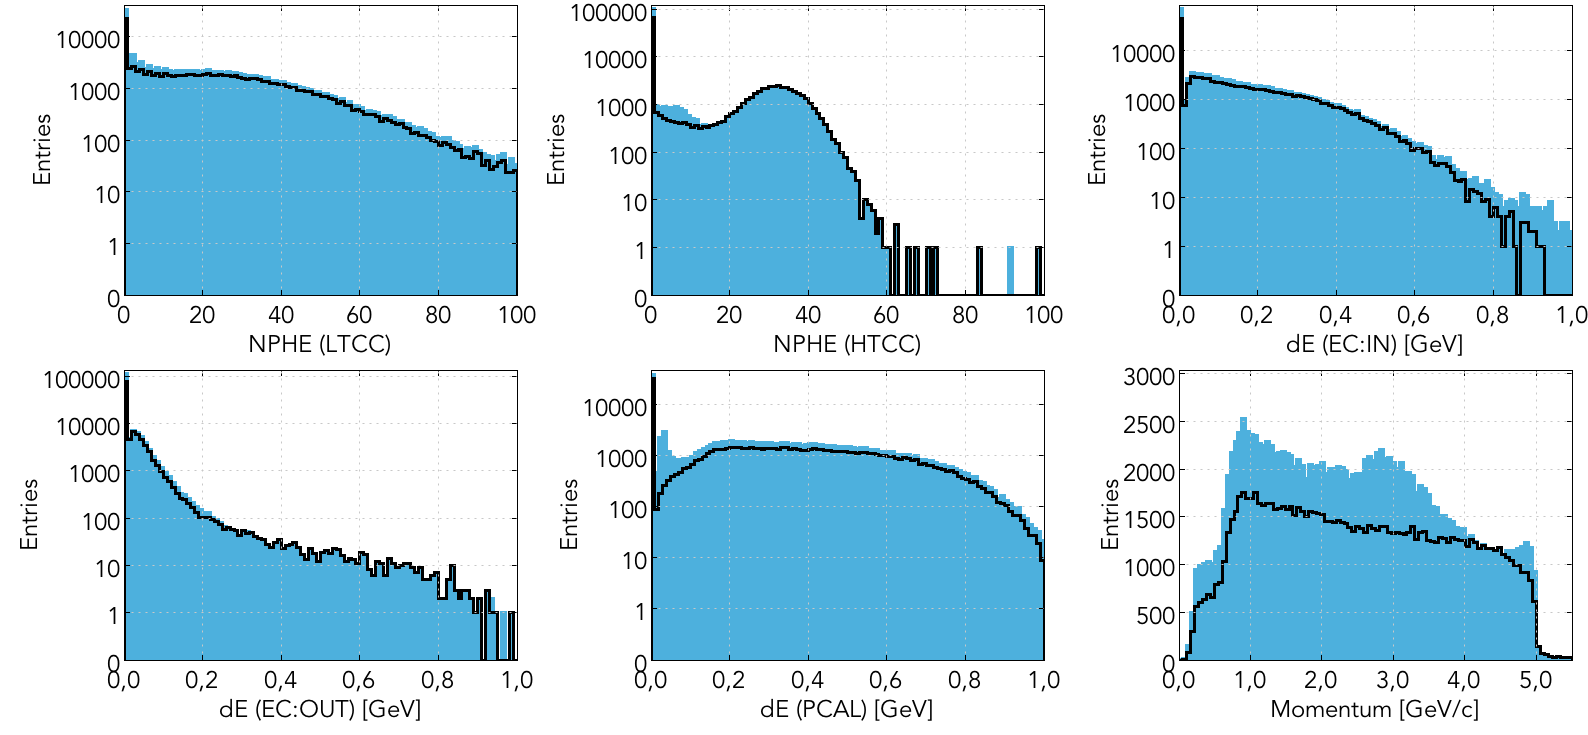 Entries
10000
1000
100
10
1
0
0 20 40 60 80 100
NPHE (LTCC)
Entries
100000
10000
1000
100
10
1
0
0 20 40 60 80 100
NPHE (HTCC)
Entries
10000
1000
100
10
1
0
0,0 0,2 0,4 0,6 0,8 1,0
dE (EC:IN) [GeV]
Entries
100000
10000
1000
100
10
1
0
0,0 0,2 0,4 0,6 0,8 1,0
dE (EC:OUT) [GeV]
Entries
10000
1000
100
10
1
0
0,0 0,2 0,4 0,6 0,8 1,0
dE (PCAL) [GeV]
Entries
3000
2500
2000
1500
1000
500
0
0,0 1,0 2,0 3,0 4,0 5,0
Momentum [GeV/c]